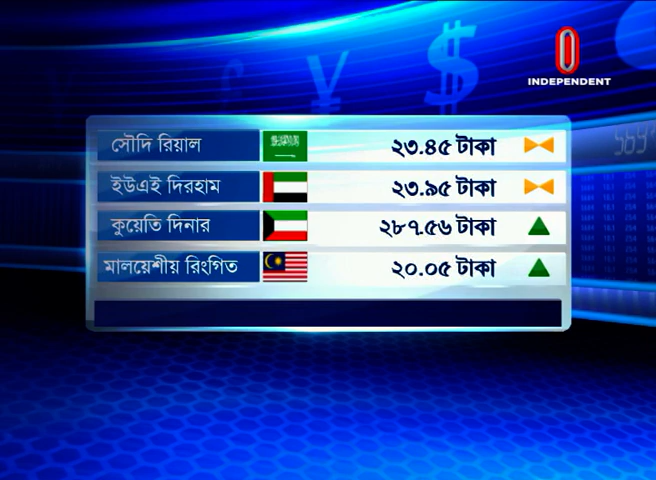 INDEPENDENT
সৌদি রিয়াল ২৩.৪৫ টাকা
ইউএই দিরহাম ২৩.৯৫ টাকা
কুয়েতি দিনার ২৮৭.৫৬ টাকা
মালয়েশীয় রিংগিত ২০.০৫ টাকা